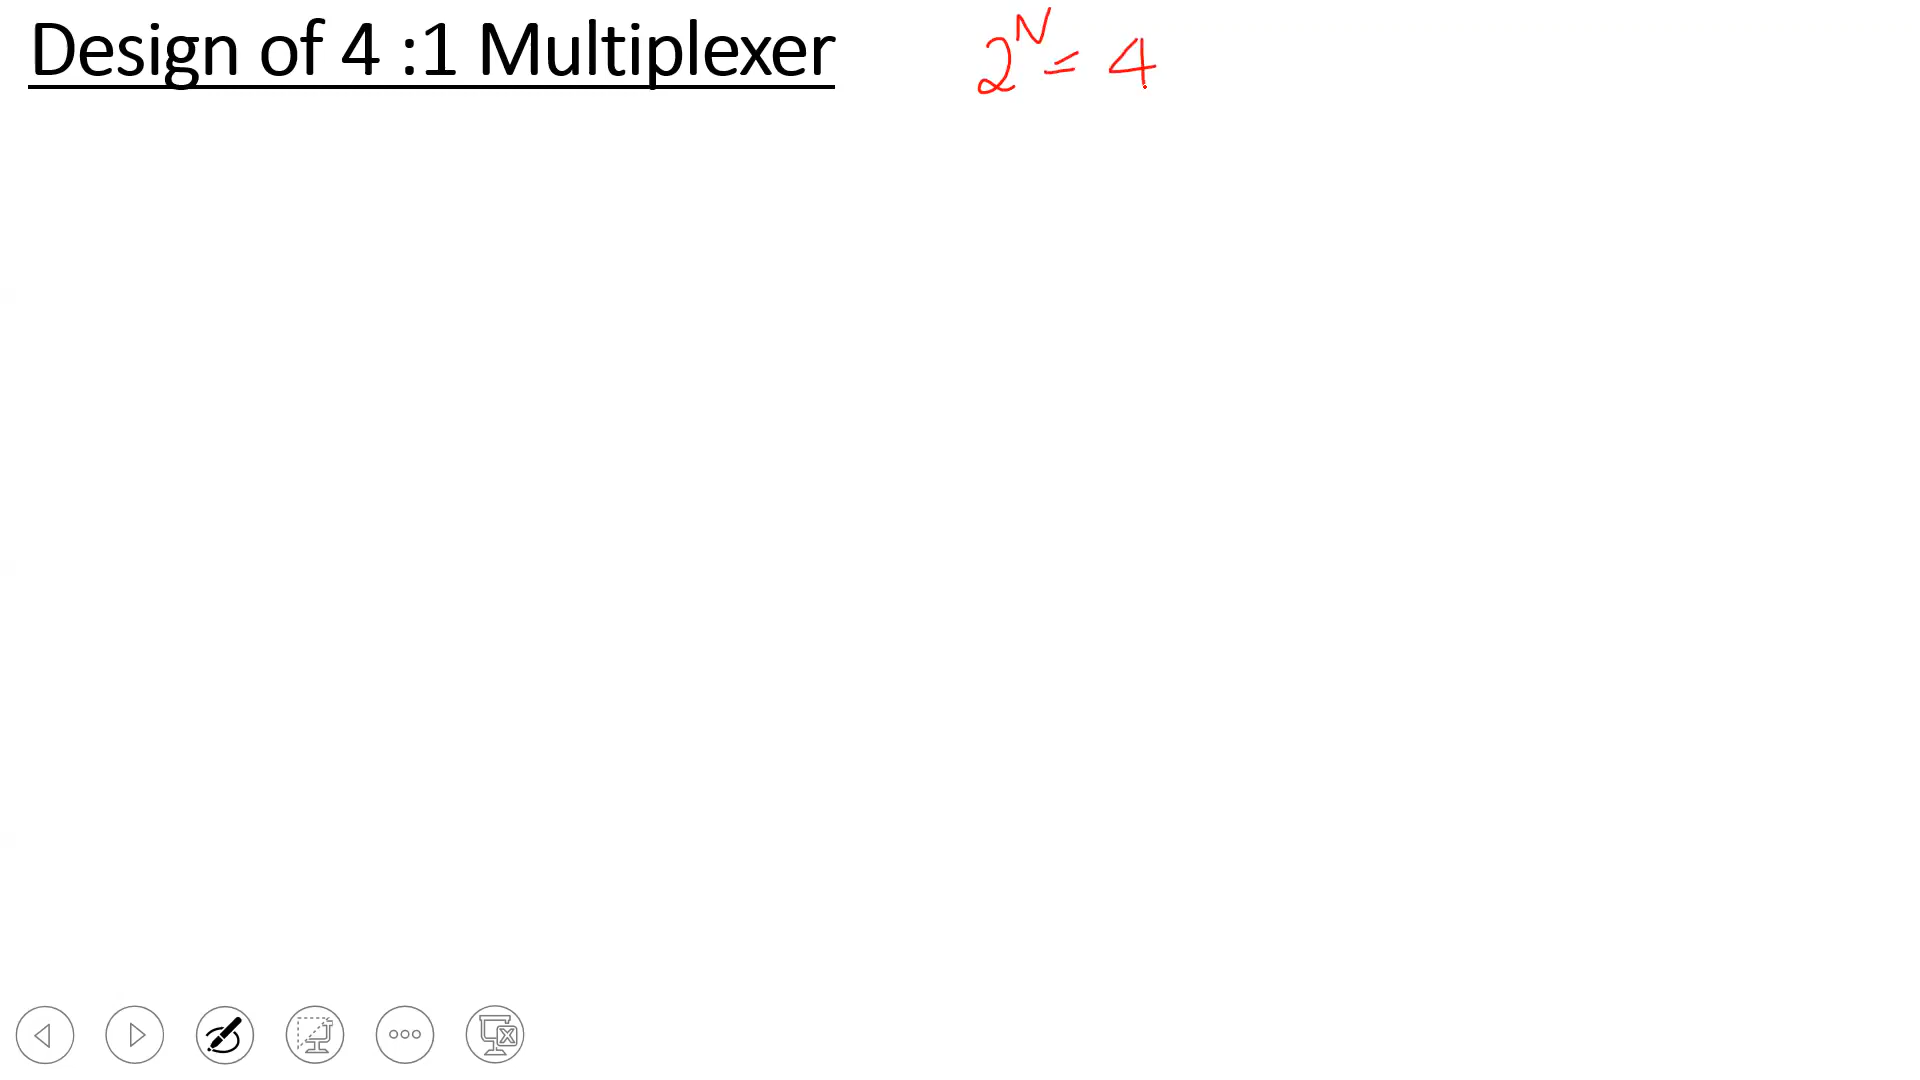 Design of 4 :1 Multiplexer
2^N = 4